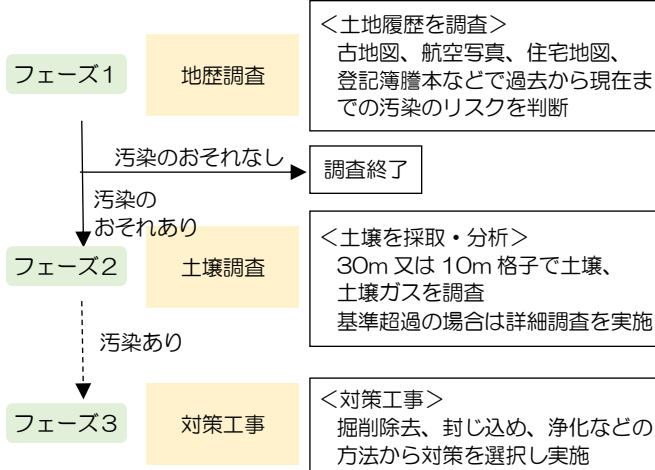 フェーズ1
地歴調査
<土地履歴を調査>
古地図、航空写真、住宅地図、
登記簿謄本などで過去から現在ま
での汚染のリスクを判断
汚染のおそれなし
調査終了
汚染の
おそれあり
フェーズ2
土壌調査
<土壌を採取・分析>
30m 又は 10m 格子で土壌、
土壌ガスを調査
基準超過の場合は詳細調査を実施
汚染あり
フェーズ3
対策工事
<対策工事>
掘削除去、封じ込め、浄化などの
方法から対策を選択し実施